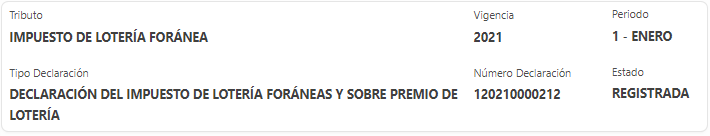 Tributo
IMPUESTO DE LOTERÍA FORÁNEA
Vigencia
2021
Periodo
1 - ENERO
Tipo Declaración
DECLARACIÓN DEL IMPUESTO DE LOTERÍA FORÁNEAS Y SOBRE PREMIO DE
LOTERÍA
Número Declaración
120210000212
Estado
REGISTRADA